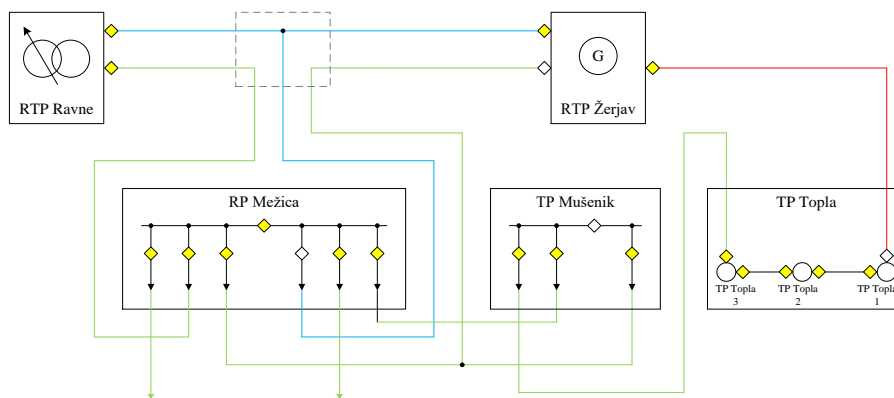 G
RTP Ravne
RTP Žerjav
RP Mežica
TP Mušenik
TP Topla
TP Topla
3
TP Topla
2
TP Topla
1